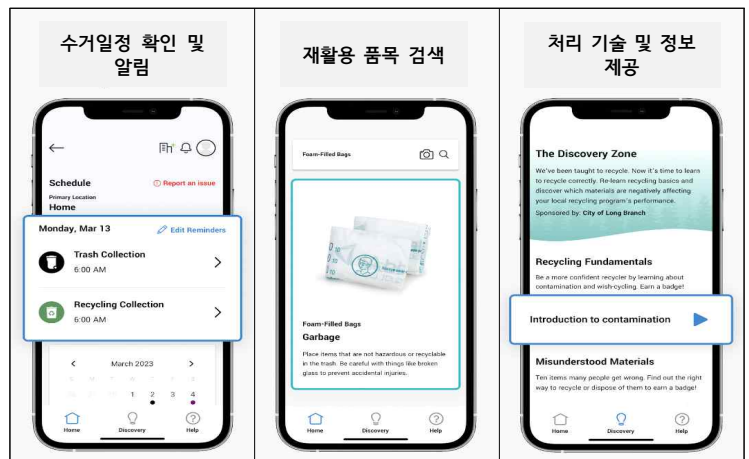 수거일정 확인 및
알림
Schedule
Report an issue
Primary Location
Home
Monday, Mar 13
Edit Reminders
Trash Collection
6:00 AM
Recycling Collection
6:00 AM
March 2023
1 2 3 4
Home
Discovery
Help
재활용 품목 검색
Foam-Filled Bags
Foam-Filled Bags
Garbage
Place items that are not hazardous or recyclable
in the trash. Be careful with things like broken
glass to prevent accidental injuries.
Home
Discovery
Help
처리 기술 및 정보
제공
The Discovery Zone
We've been taught to recycle. Now it's time to learn
to recycle correctly. Re-learn recycling basics and
discover which materials are negatively affecting
your local recycling program's performance.
Sponsored by: City of Long Branch
Recycling Fundamentals
Be a more confident recycler by learning about
contamination and wish-cycling. Earn a badge!
Introduction to contamination
Misunderstood Materials
Ten items many people get wrong. Find out the right
way to recycle or dispose of them to earn a badge!
Home
Discovery
Help